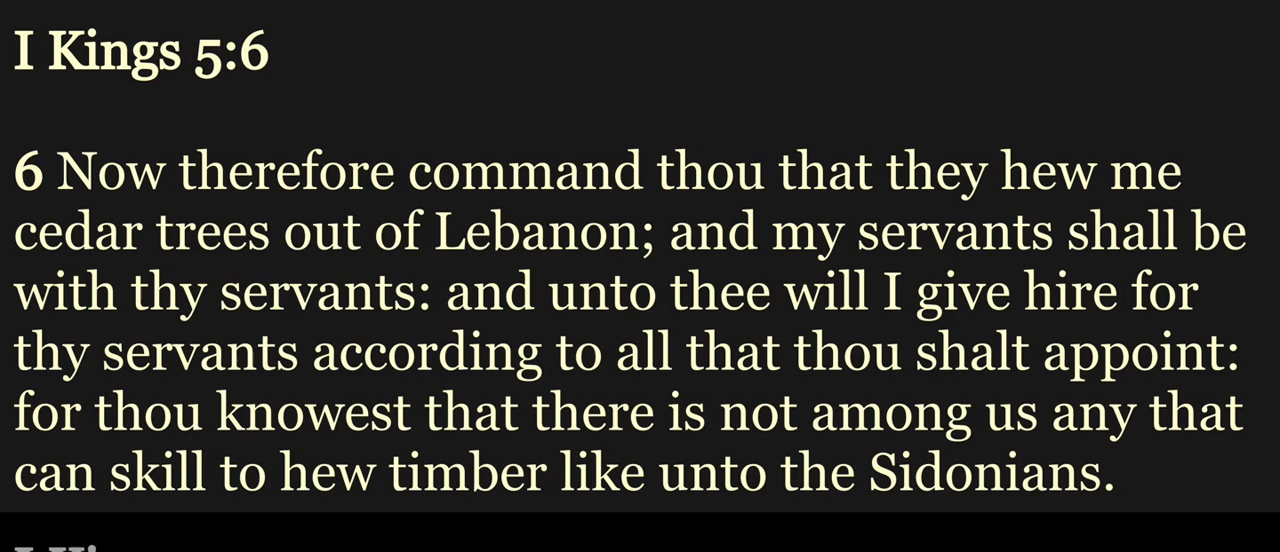 I Kings 5:6
6 Now therefore command thou that they hew me
cedar trees out of Lebanon; and my servants shall be
with thy servants: and unto thee will I give hire for
thy servants according to all that thou shalt appoint:
for thou knowest that there is not among us any that
can skill to hew timber like unto the Sidonians.